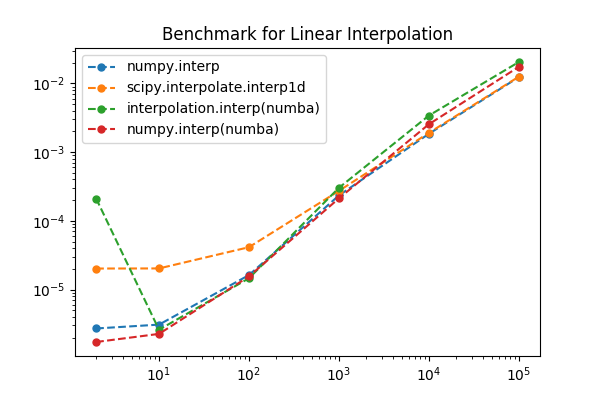 Benchmark for Linear Interpolation
numpy.interp
scipy.interpolate.interp1d
interpolation.interp(numba)
numpy.interp(numba)
10⁻²
10⁻³
10⁻⁴
10⁻⁵
10¹ 10² 10³ 10⁴ 10⁵